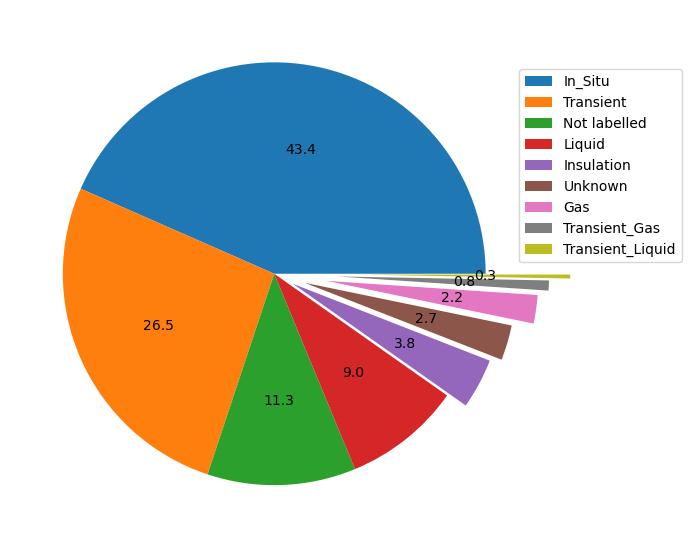 In_Situ
Transient
Not labelled
Liquid
Insulation
Unknown
Gas
Transient_Gas
Transient_Liquid
43.4
0.3
0.8
2.2
2.7
26.5
3.8
9.0
11.3